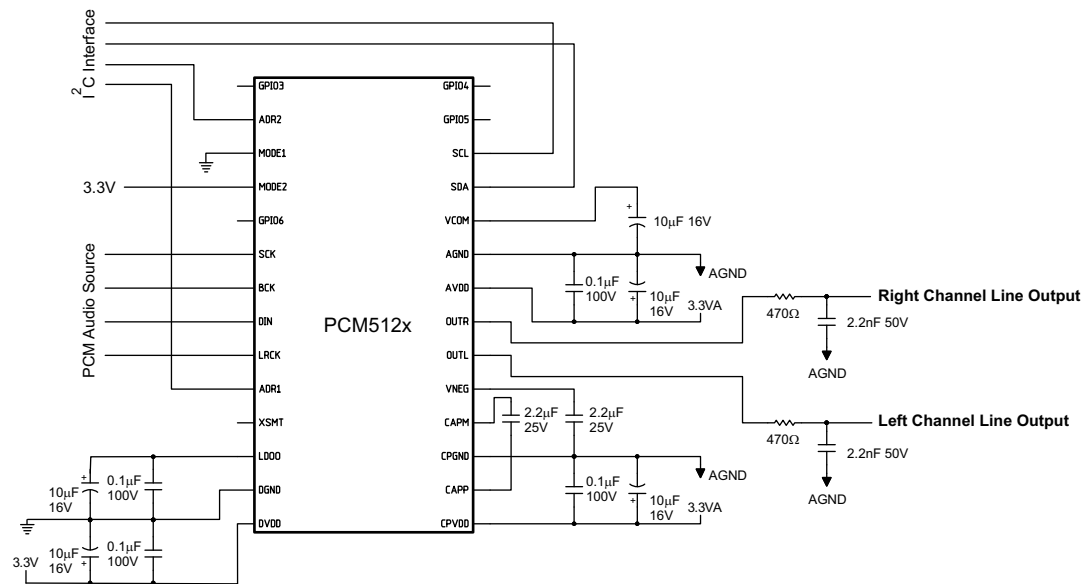 I2C Interface
GPIO3
ADR2
MODE1
3.3V
MODE2
GPIO6
PCM Audio Source
SCK
BCK
DIN
LRCK
ADR1
XSMT
LDOO
DGND
DVDD
10µF
16V
0.1µF
100V
10µF
16V
0.1µF
100V
3.3V
PCM512x
GPIO4
GPIO5
SCL
SDA
VCOM
AGND
AVDD
OUTR
OUTL
VNEG
CAPM
CPGND
CAPP
CPVDD
10µF 16V
AGND
0.1µF
100V
10µF
16V
3.3VA
470Ω
Right Channel Line Output
2.2nF 50V
AGND
2.2µF
25V
2.2µF
25V
470Ω
Left Channel Line Output
2.2nF 50V
AGND
AGND
0.1µF
100V
10µF
16V
3.3VA